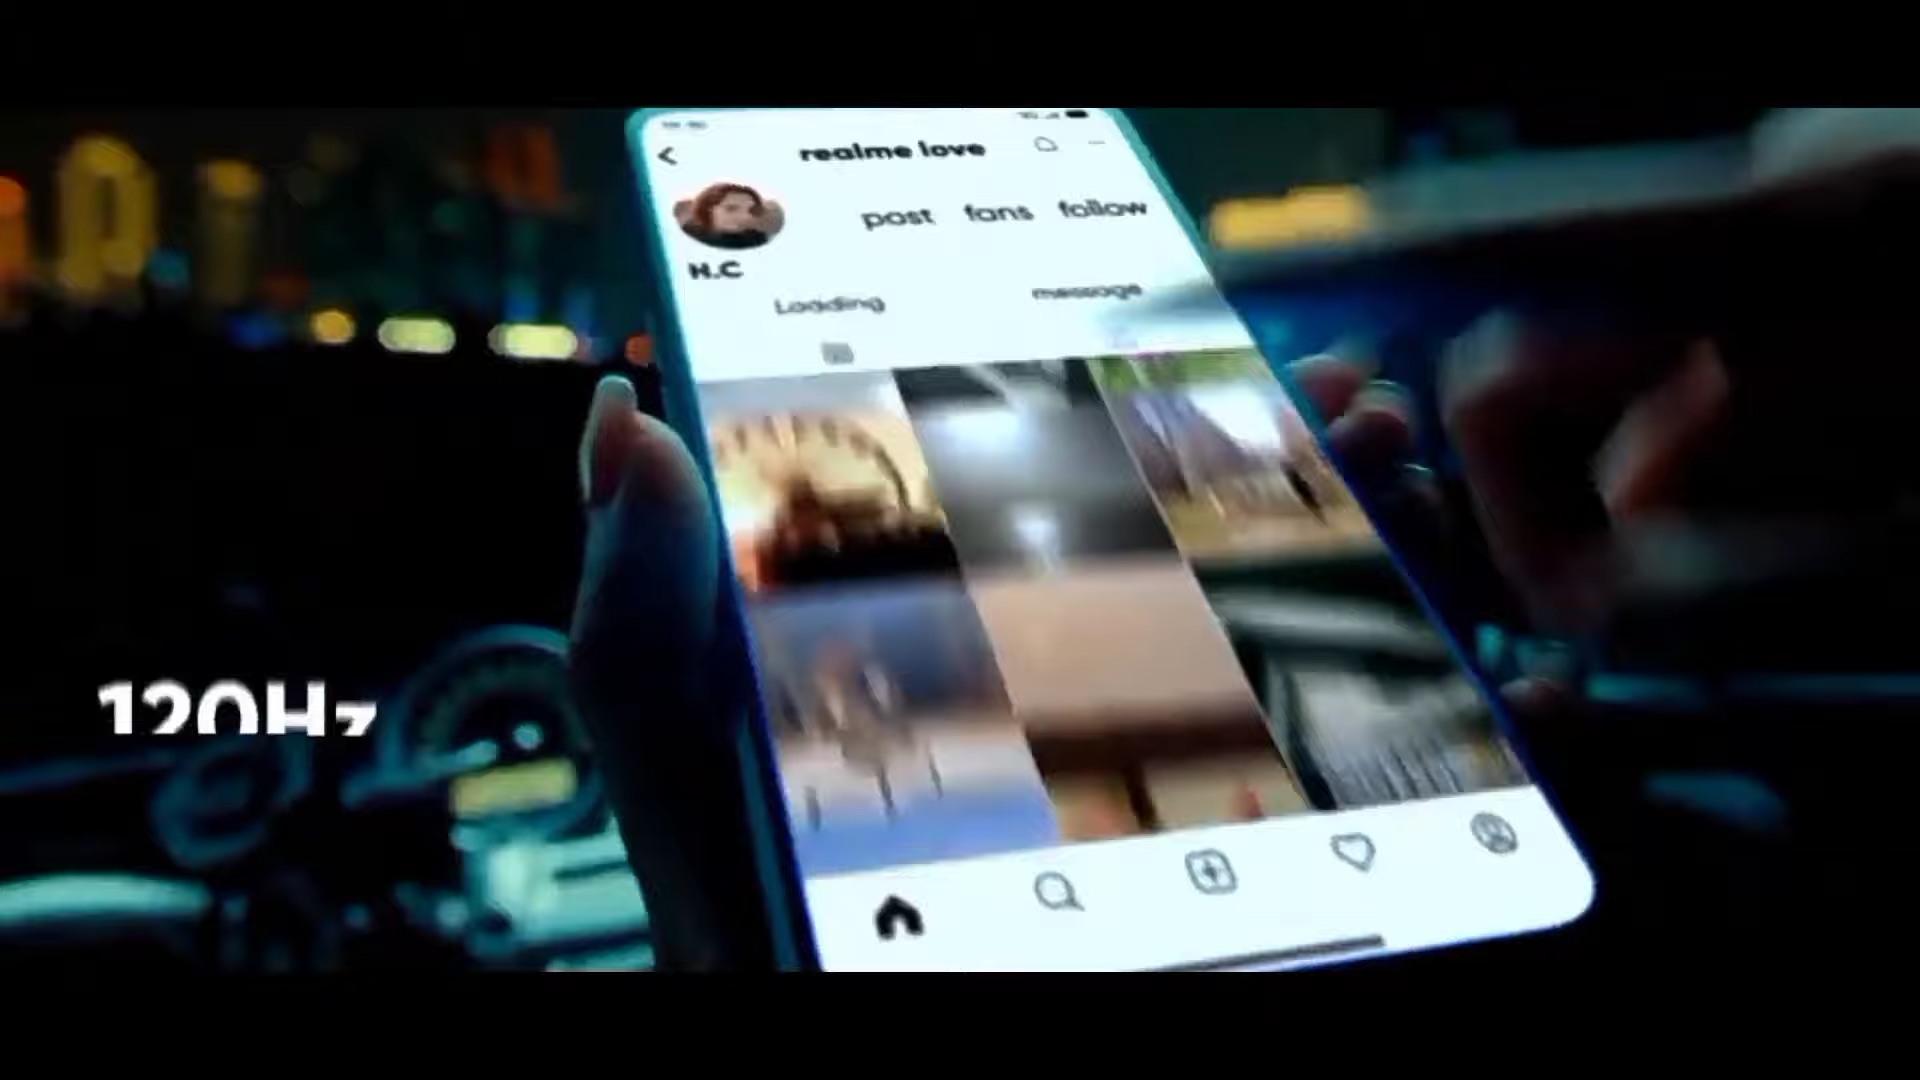 realme love
post fans follow
N.C
Loading message
120Hz